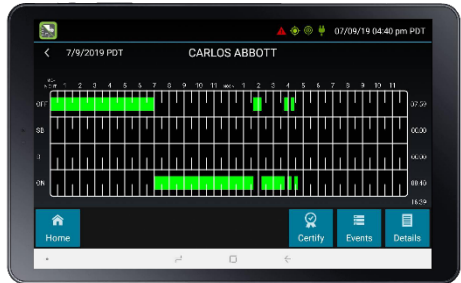 07/09/19 04:40 pm PDT
7/9/2019 PDT CARLOS ABBOTT
1 2 3 4 5 6 7 8 9 10 11 NOON 1 2 3 4 5 6 7 8 9 10 11
OFF 07:59
SB 00:00
D 00:00
ON 08:40
16:39
Home Certify Events Details